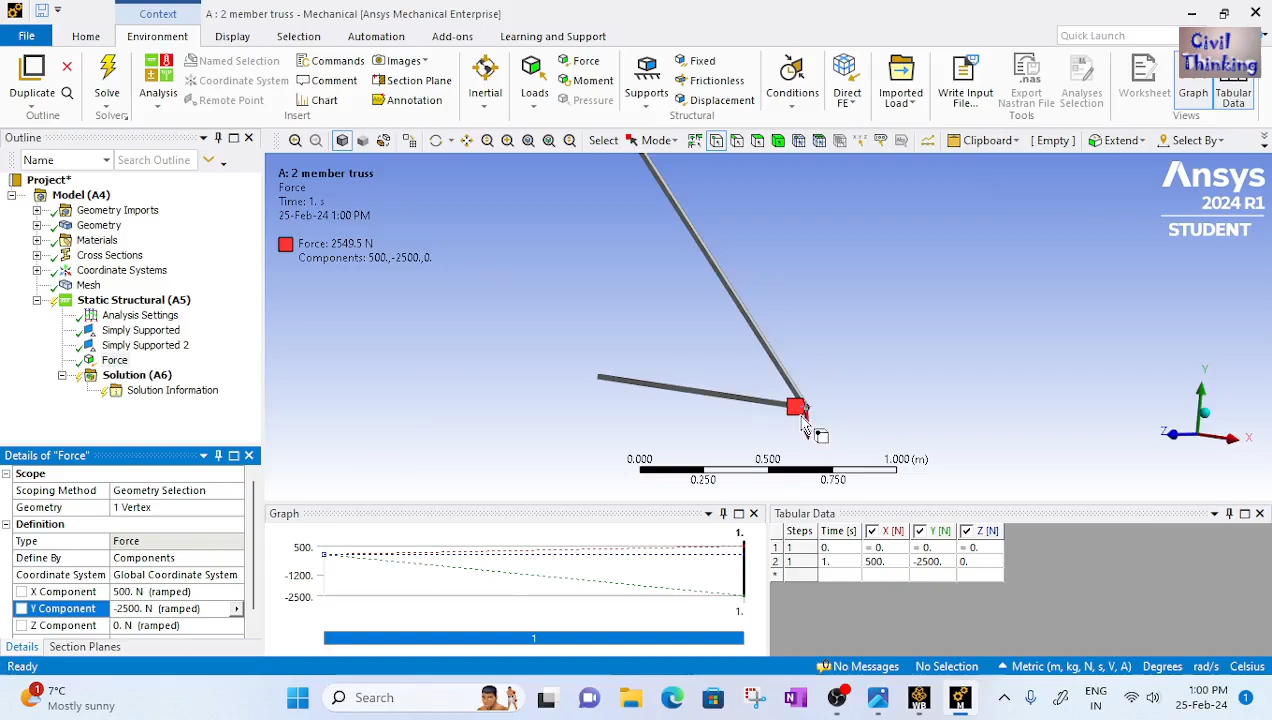 Context
A : 2 member truss - Mechanical [Ansys Mechanical Enterprise]
File
Home
Environment
Display
Selection
Automation
Add-ons
Learning and Support
Quick Launch
Civil
Thinking
Duplicate
Outline
Solve
Solver
Analysis
Named Selection
Coordinate System
Remote Point
Commands
Comment
Chart
Images
Section Plane
Annotation
Insert
Inertial
Loads
Force
Moment
Pressure
Supports
Fixed
Frictionless
Displacement
Structural
Conditions
Direct
FE
Imported
Load
Write Input
File...
Export
Nastran File
.nas
Analyses
Selection
Tools
Worksheet
Graph
Tabular
Data
Views
Outline
Name
Search Outline
Select
Mode
Clipboard
[ Empty ]
Extend
Select By
Project*
Model (A4)
Geometry Imports
Geometry
Materials
Cross Sections
Coordinate Systems
Mesh
Static Structural (A5)
Analysis Settings
Simply Supported
Simply Supported 2
Force
Solution (A6)
Solution Information
A: 2 member truss
Force
Time: 1. s
25-Feb-24 1:00 PM
Force: 2549.5 N
Components: 500.,-2500.,0.
Ansys
2024 R1
STUDENT
Y
Z
X
0.000
0.500
1.000 (m)
0.250
0.750
Details of "Force"
Scope
Scoping Method
Geometry Selection
Geometry
1 Vertex
Definition
Type
Force
Define By
Components
Coordinate System
Global Coordinate System
X Component
500. N (ramped)
Y Component
-2500. N (ramped)
Z Component
0. N (ramped)
Details
Section Planes
Graph
1.
500.
-1200.
-2500.
1.
1
Tabular Data
Steps
Time [s]
X [N]
Y [N]
Z [N]
1
1
0.
= 0.
= 0.
= 0.
2
1
1.
500.
-2500.
0.
*
Ready
No Messages
No Selection
Metric (m, kg, N, s, V, A)
Degrees
rad/s
Celsius
1
7°C
Mostly sunny
Search
WB
M
ENG
IN
1:00 PM
25-Feb-24
1